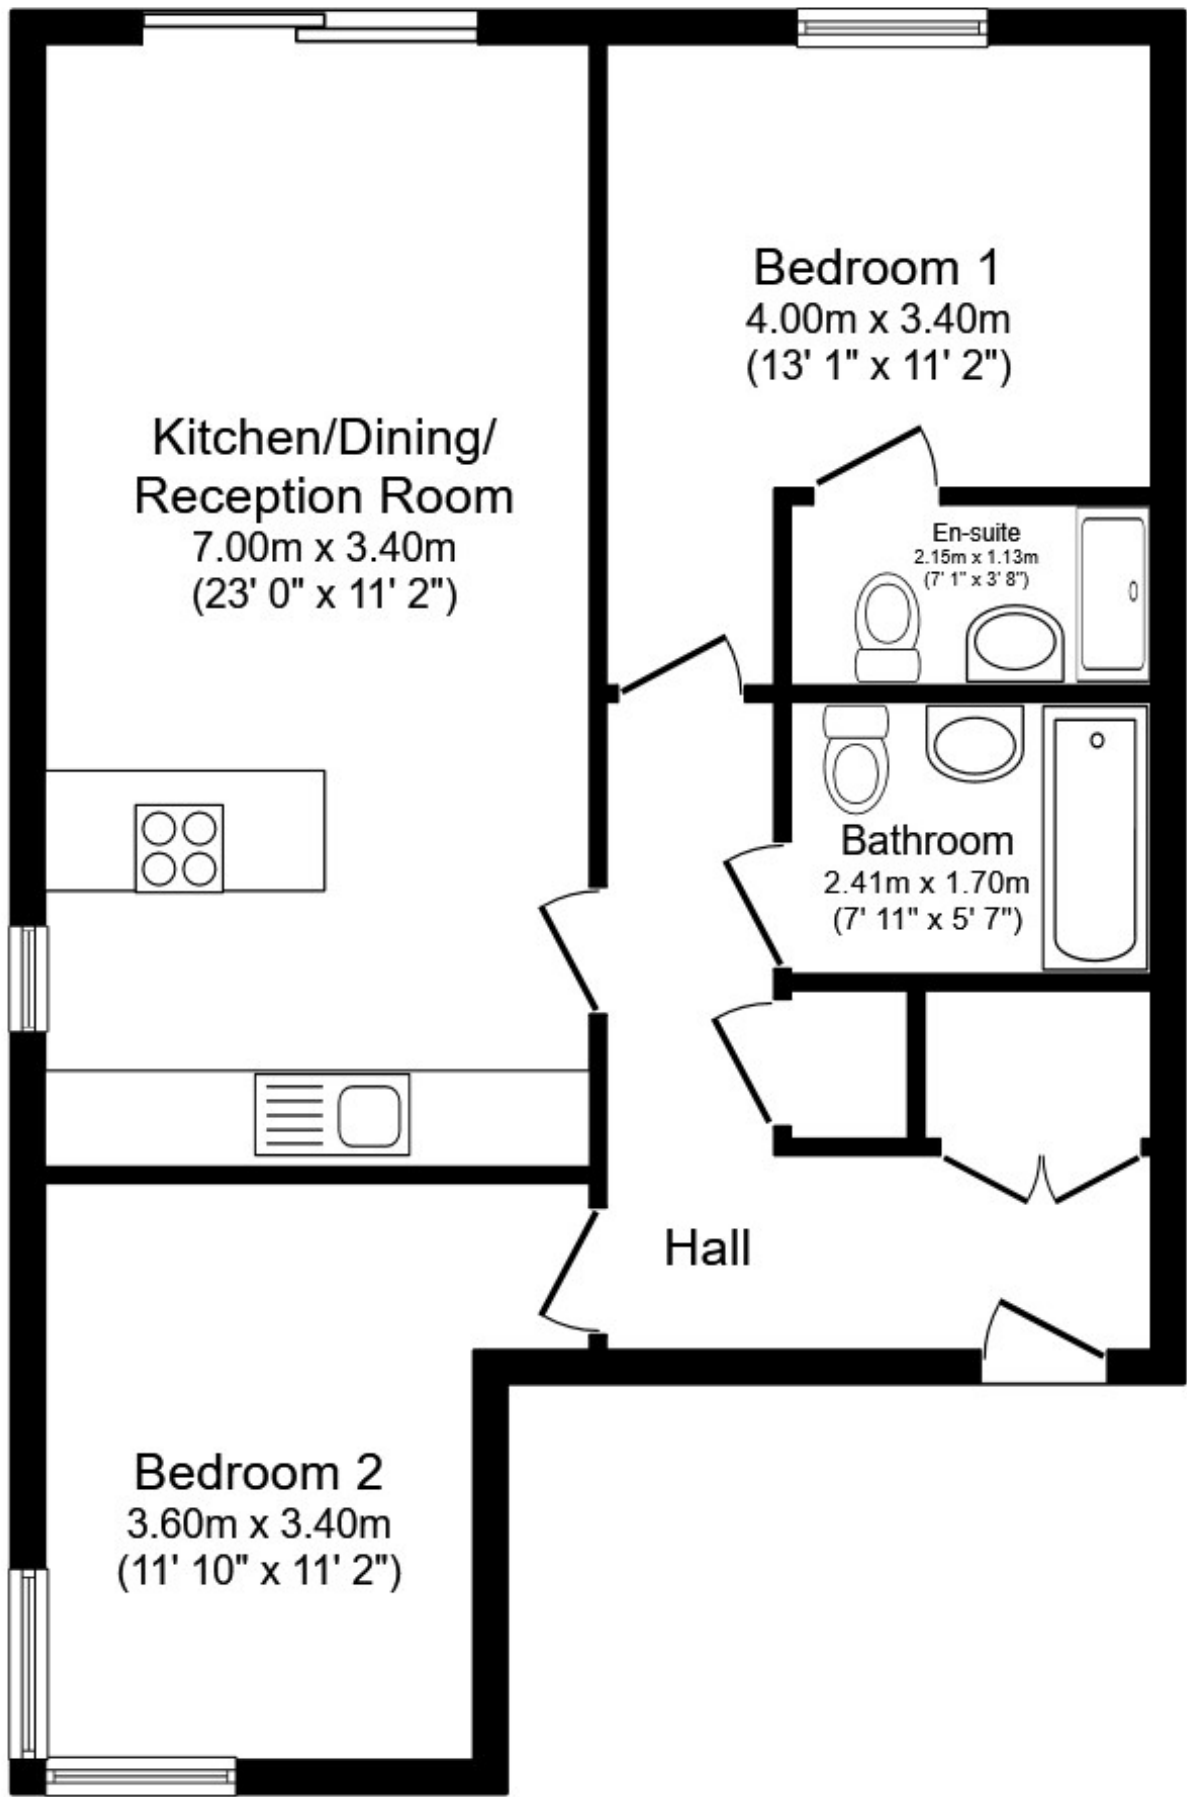 Bedroom 1
4.00m x 3.40m
(13' 1" x 11' 2")
Kitchen/Dining/
Reception Room
7.00m x 3.40m
(23' 0" x 11' 2")
En-suite
2.15m x 1.13m
(7' 1" x 3' 8")
Bathroom
2.41m x 1.70m
(7' 11" x 5' 7")
Hall
Bedroom 2
3.60m x 3.40m
(11' 10" x 11' 2")